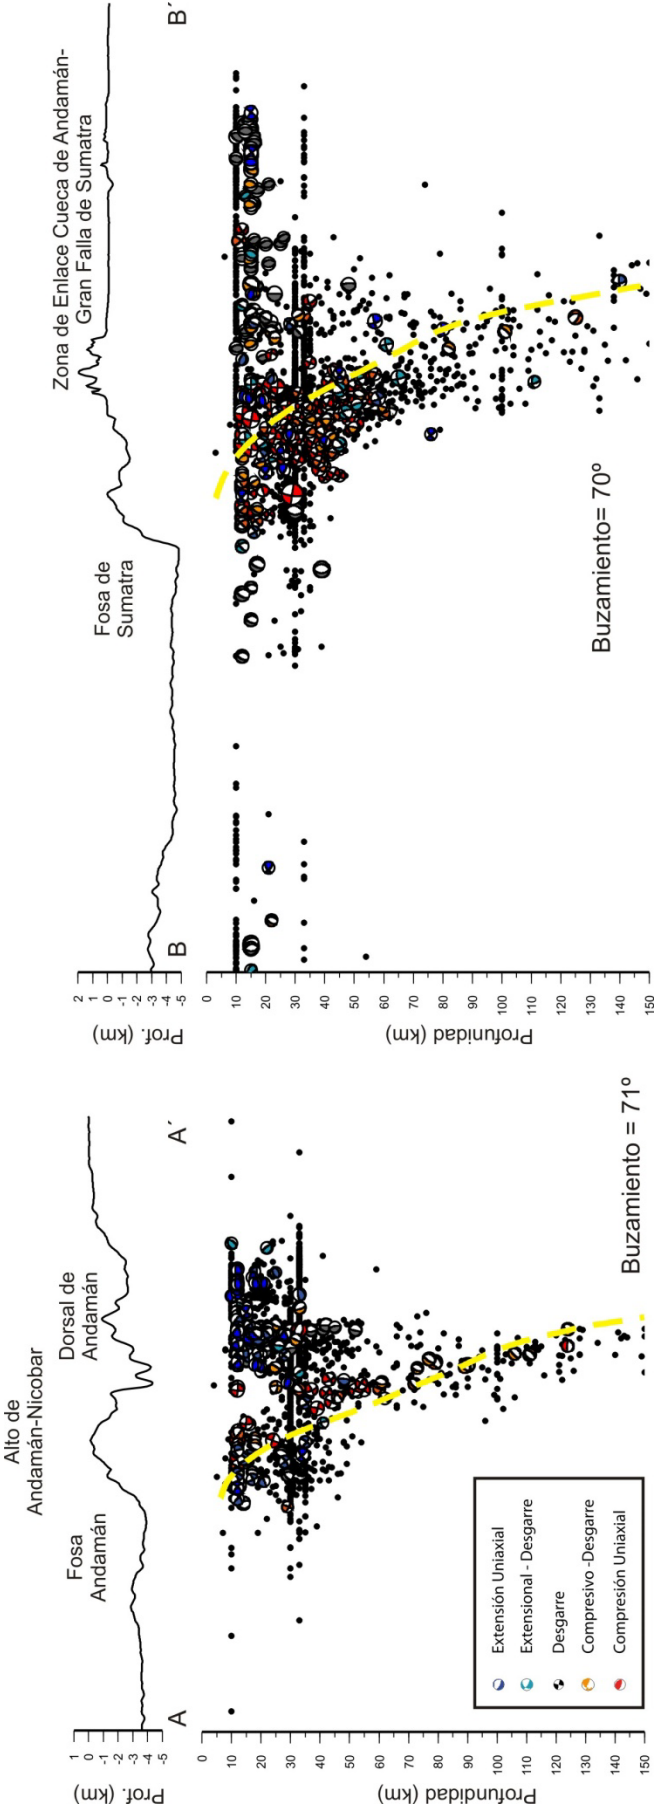 Alto de
Andamán-Nicobar
Fosa
Andamán
Dorsal de
Andamán
Prof. (km)
1
0
-1
-2
-3
-4
-5
A
A´
Profundidad (km)
0
10
20
30
40
50
60
70
80
90
100
110
120
130
140
150
Extensión Uniaxial
Extensional - Desgarre
Desgarre
Compresivo -Desgarre
Compresión Uniaxial
Buzamiento = 71º
Zona de Enlace Cueca de Andamán-
Gran Falla de Sumatra
Fosa de
Sumatra
Prof. (km)
2
1
0
-1
-2
-3
-4
-5
B
B´
Profundidad (km)
0
10
20
30
40
50
60
70
80
90
100
110
120
130
140
150
Buzamiento= 70º